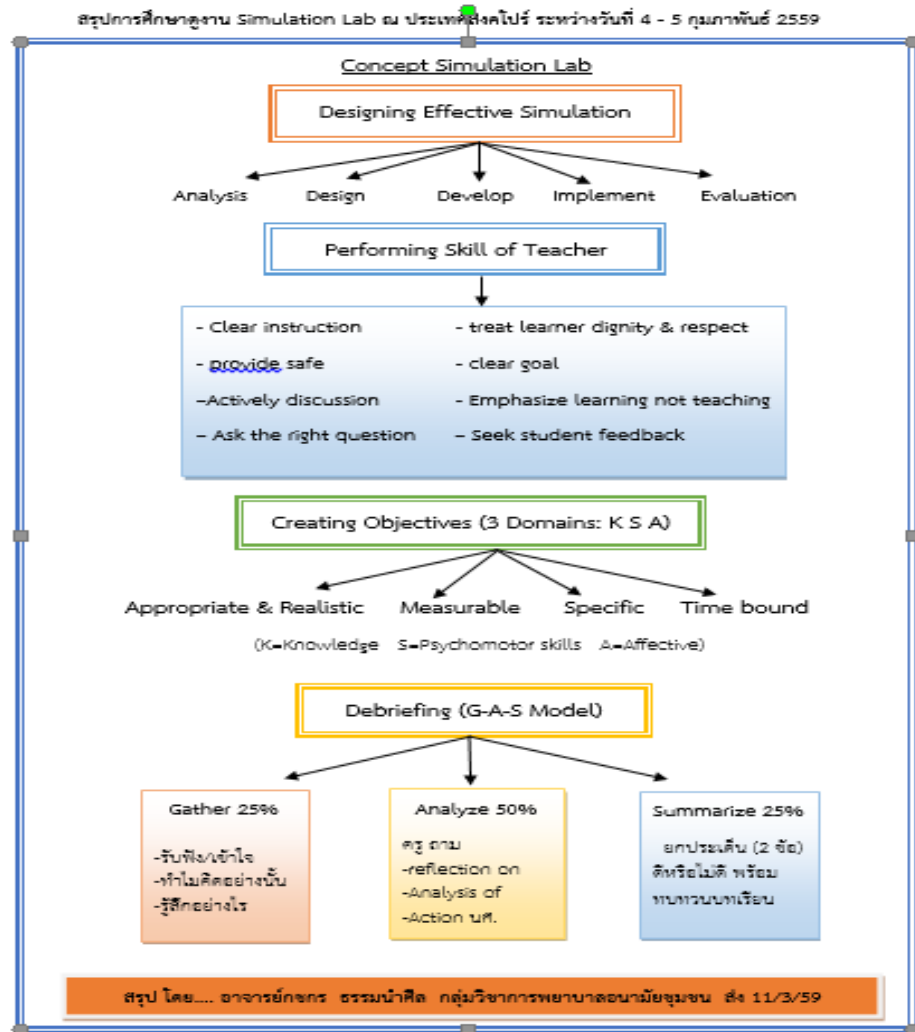 สรุปการศึกษาดูงาน Simulation Lab ณ ประเทศสิงคโปร์ ระหว่างวันที่ 4 - 5 กุมภาพันธ์ 2559
Concept Simulation Lab
Designing Effective Simulation
Analysis Design Develop Implement Evaluation
Performing Skill of Teacher
- Clear instruction - treat learner dignity & respect
- provide safe - clear goal
-Actively discussion - Emphasize learning not teaching
- Ask the right question - Seek student feedback
Creating Objectives (3 Domains: K S A)
Appropriate & Realistic Measurable Specific Time bound
(K=Knowledge S=Psychomotor skills A=Affective)
Debriefing (G-A-S Model)
Gather 25%
-รับฟัง/เข้าใจ
-ทำไมคิดอย่างนั้น
-รู้สึกอย่างไร
Analyze 50%
ครู ถาม
-reflection on
-Analysis of
-Action นศ.
Summarize 25%
ยกประเด็น (2 ข้อ)
ดีหรือไม่ดี พร้อม
ทบทวนบทเรียน
สรุป โดย.... อาจารย์กชกร ธรรมนำศีล กลุ่มวิชาการพยาบาลอนามัยชุมชน ส่ง 11/3/59